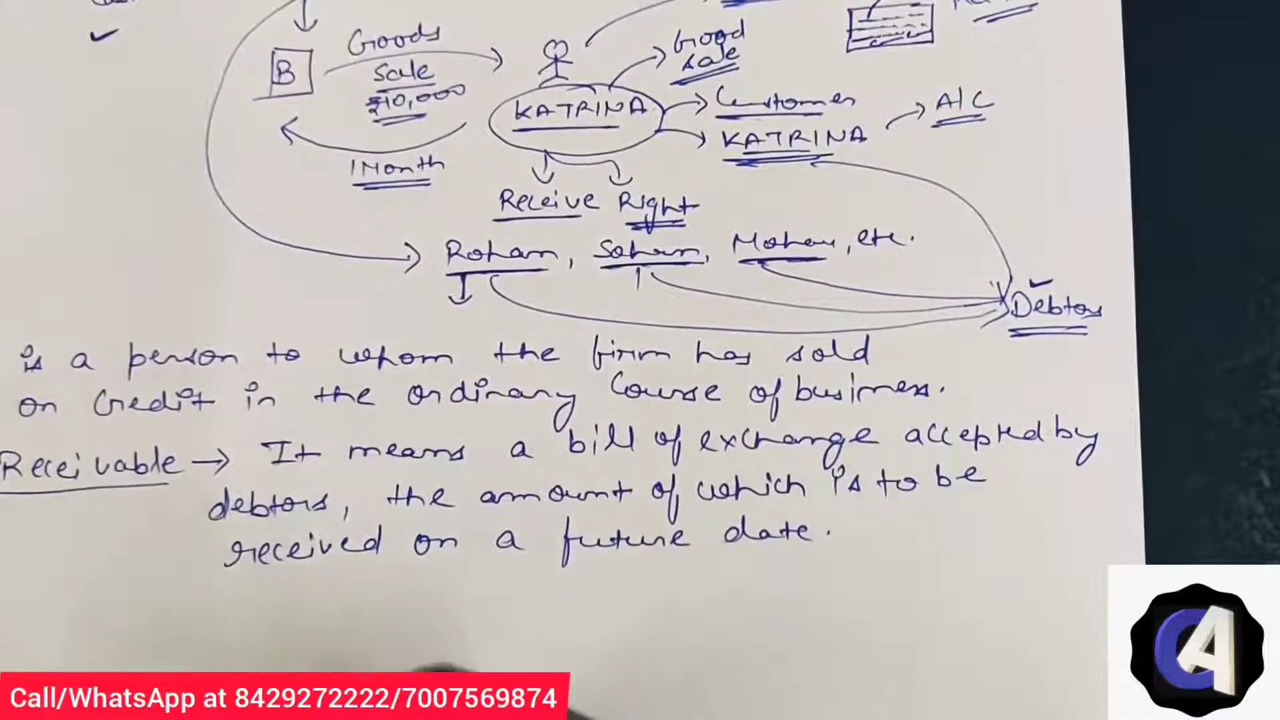 Goods
B
Sale
₹10,000
1 Month
KATRINA
Good
sale
Customer
KATRINA
A/C
Receive Right
Rohan, Sohan, Mohan, etc.
Debtors
is a person to whom the firm has sold
on Credit in the ordinary Course of business.
Receivable → It means a bill of exchange accepted by
debtors, the amount of which is to be
received on a future date.
Call/WhatsApp at 8429272222/7007569874
CA